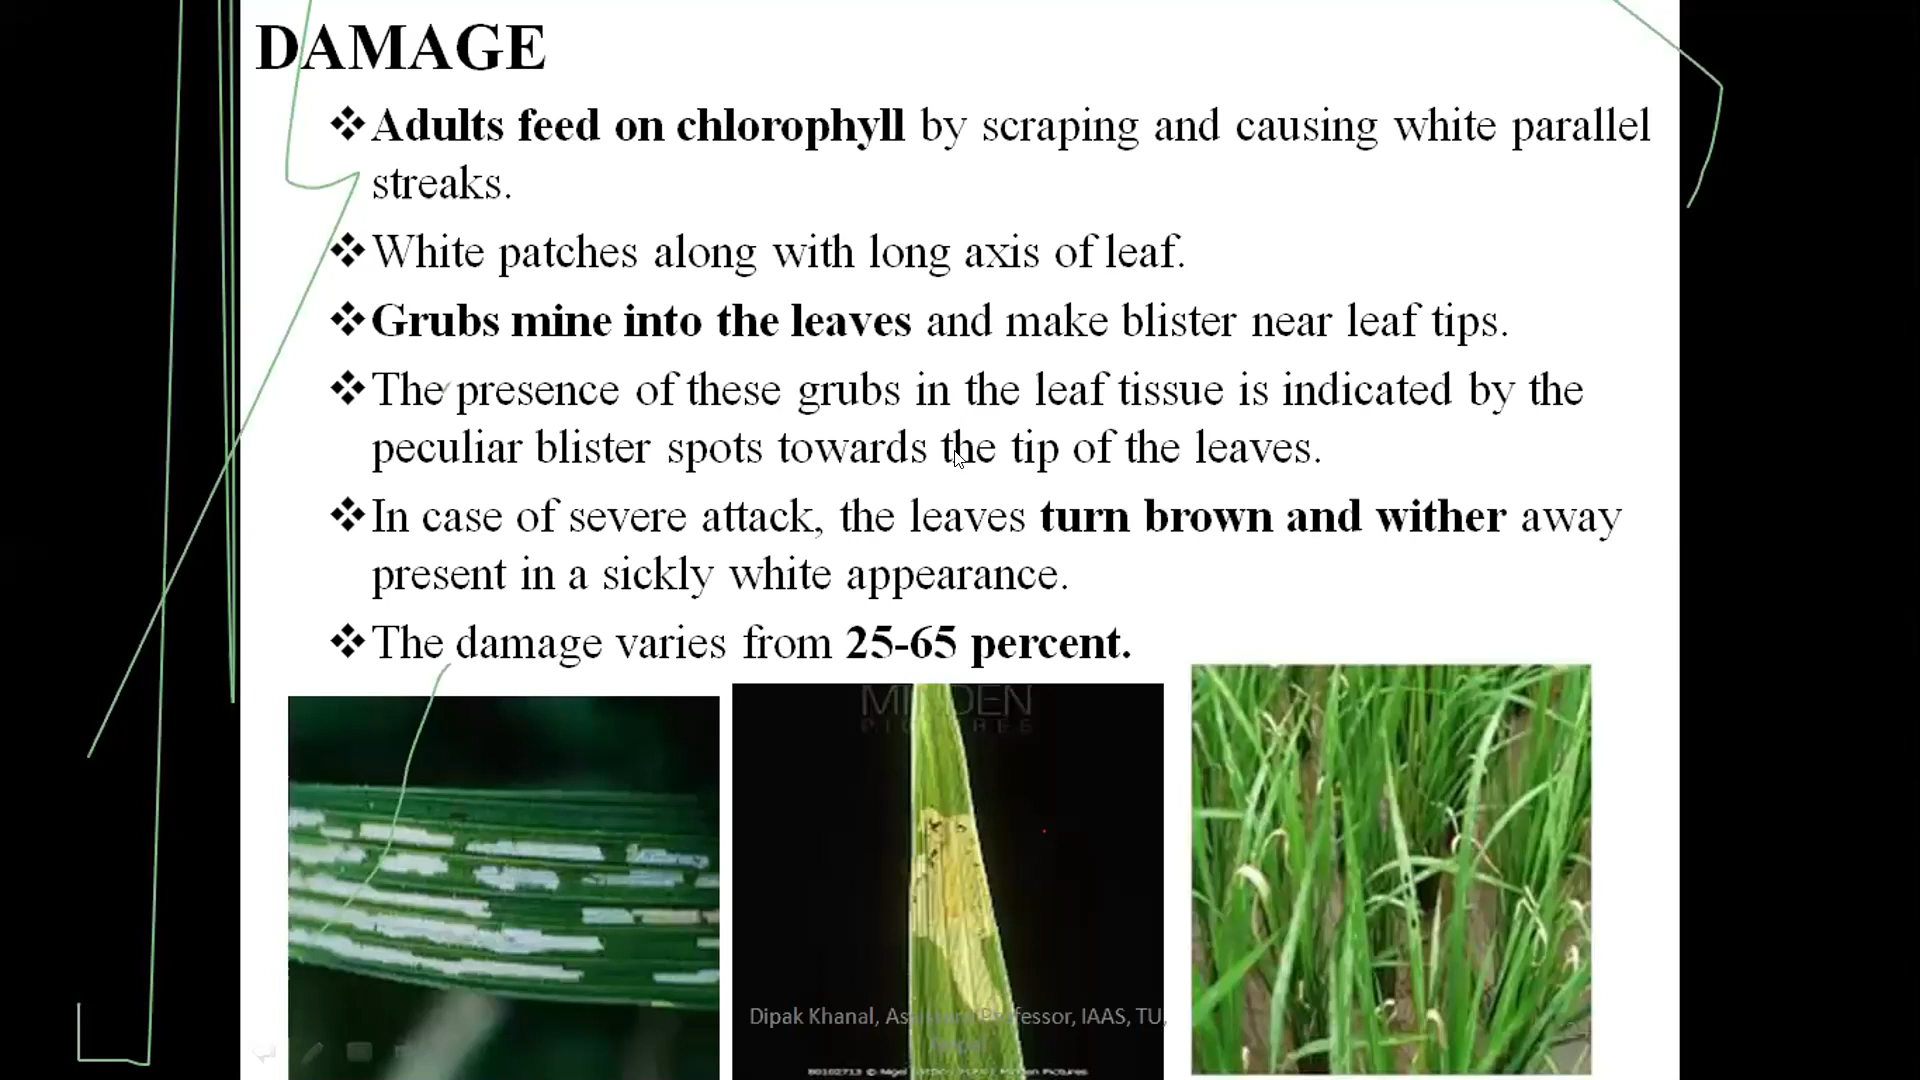 DAMAGE
❖Adults feed on chlorophyll by scraping and causing white parallel
streaks.
❖White patches along with long axis of leaf.
❖Grubs mine into the leaves and make blister near leaf tips.
❖The presence of these grubs in the leaf tissue is indicated by the
peculiar blister spots towards the tip of the leaves.
❖In case of severe attack, the leaves turn brown and wither away
present in a sickly white appearance.
❖The damage varies from 25-65 percent.
Dipak Khanal, Assistant Professor, IAAS, TU,